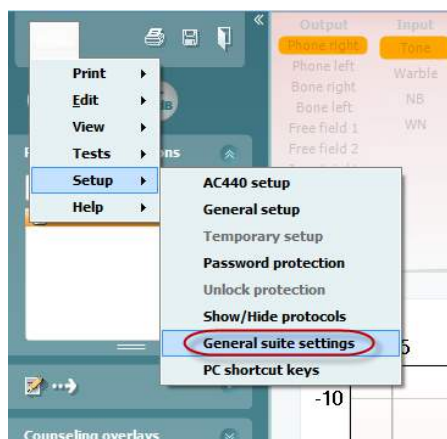 Output Input
Phone right Tone
Phone left Warble
Bone right NB
Bone left WN
Free field 1
Free field 2
Print
Edit
View
Tests
Setup
Help
AC440 setup
General setup
Temporary setup
Password protection
Unlock protection
Show/Hide protocols
General suite settings
PC shortcut keys
5
-10
Counseling overlays